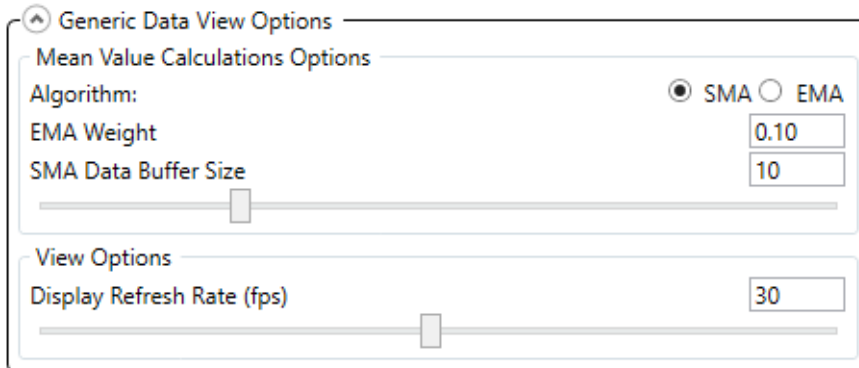 Generic Data View Options
Mean Value Calculations Options
Algorithm: SMA EMA
EMA Weight 0.10
SMA Data Buffer Size 10
View Options
Display Refresh Rate (fps) 30